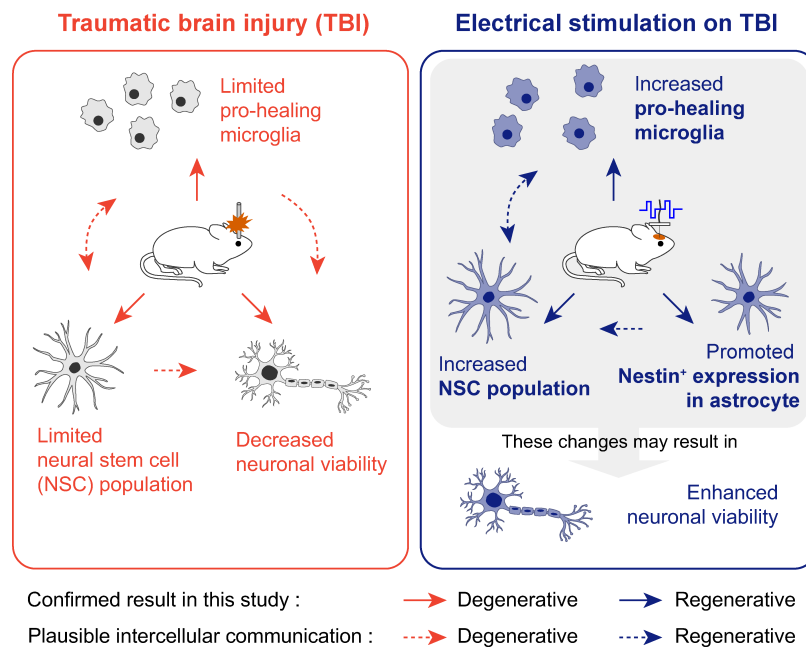 Traumatic brain injury (TBI)
Limited
pro-healing
microglia
Limited
neural stem cell
(NSC) population
Decreased
neuronal viability
Electrical stimulation on TBI
Increased
pro-healing
microglia
Increased
NSC population
Promoted
Nestin⁺ expression
in astrocyte
These changes may result in
Enhanced
neuronal viability
Confirmed result in this study : Degenerative Regenerative
Plausible intercellular communication : Degenerative Regenerative